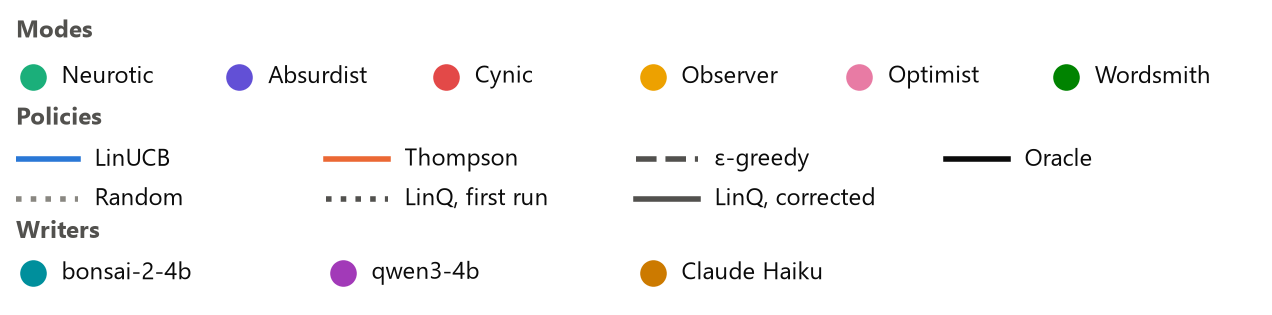 Modes
Neurotic Absurdist Cynic Observer Optimist Wordsmith
Policies
LinUCB Thompson ε-greedy Oracle
Random LinQ, first run LinQ, corrected
Writers
bonsai-2-4b qwen3-4b Claude Haiku